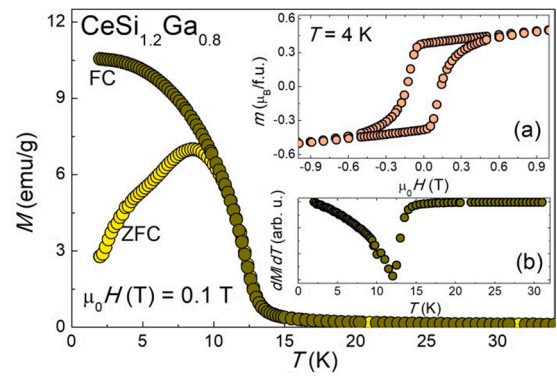 CeSi1.2Ga0.8
FC
ZFC
μ0H (T) = 0.1 T
M (emu/g)
12
9
6
3
0
0 5 10 15 20 25 30
T (K)
T = 4 K
(a)
m (μB/f.u.)
0.6
0.3
0.0
-0.3
-0.6
-0.9 -0.6 -0.3 0.0 0.3 0.6 0.9
μ0H (T)
(b)
dM/dT (arb. u.)
0 5 10 15 20 25 30
T (K)